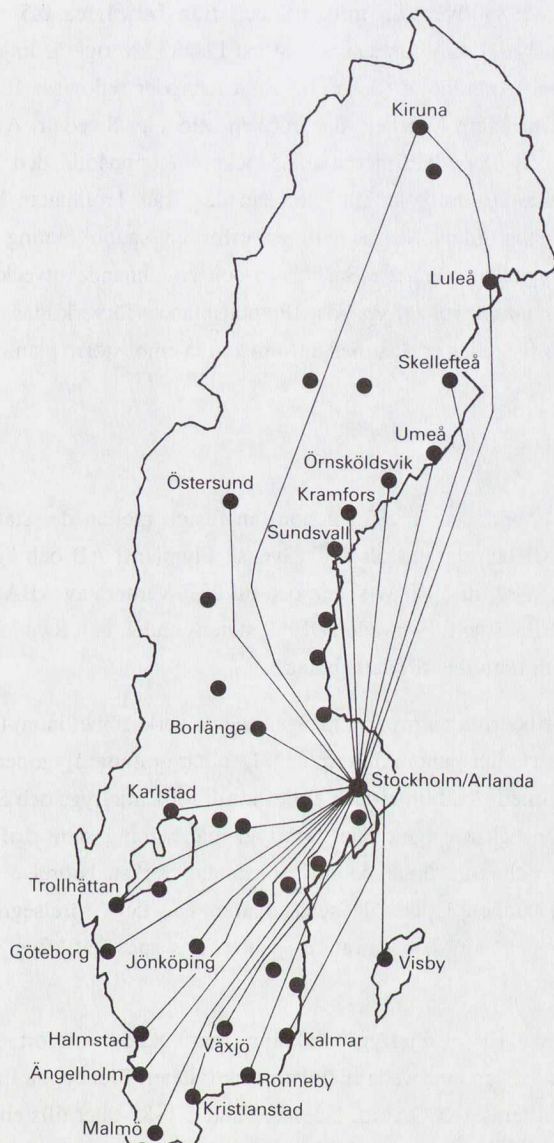 Kiruna
Luleå
Skellefteå
Umeå
Örnsköldsvik
Östersund
Kramfors
Sundsvall
Borlänge
Stockholm/Arlanda
Karlstad
Trollhättan
Göteborg
Jönköping
Visby
Halmstad
Växjö
Kalmar
Ängelholm
Ronneby
Kristianstad
Malmö